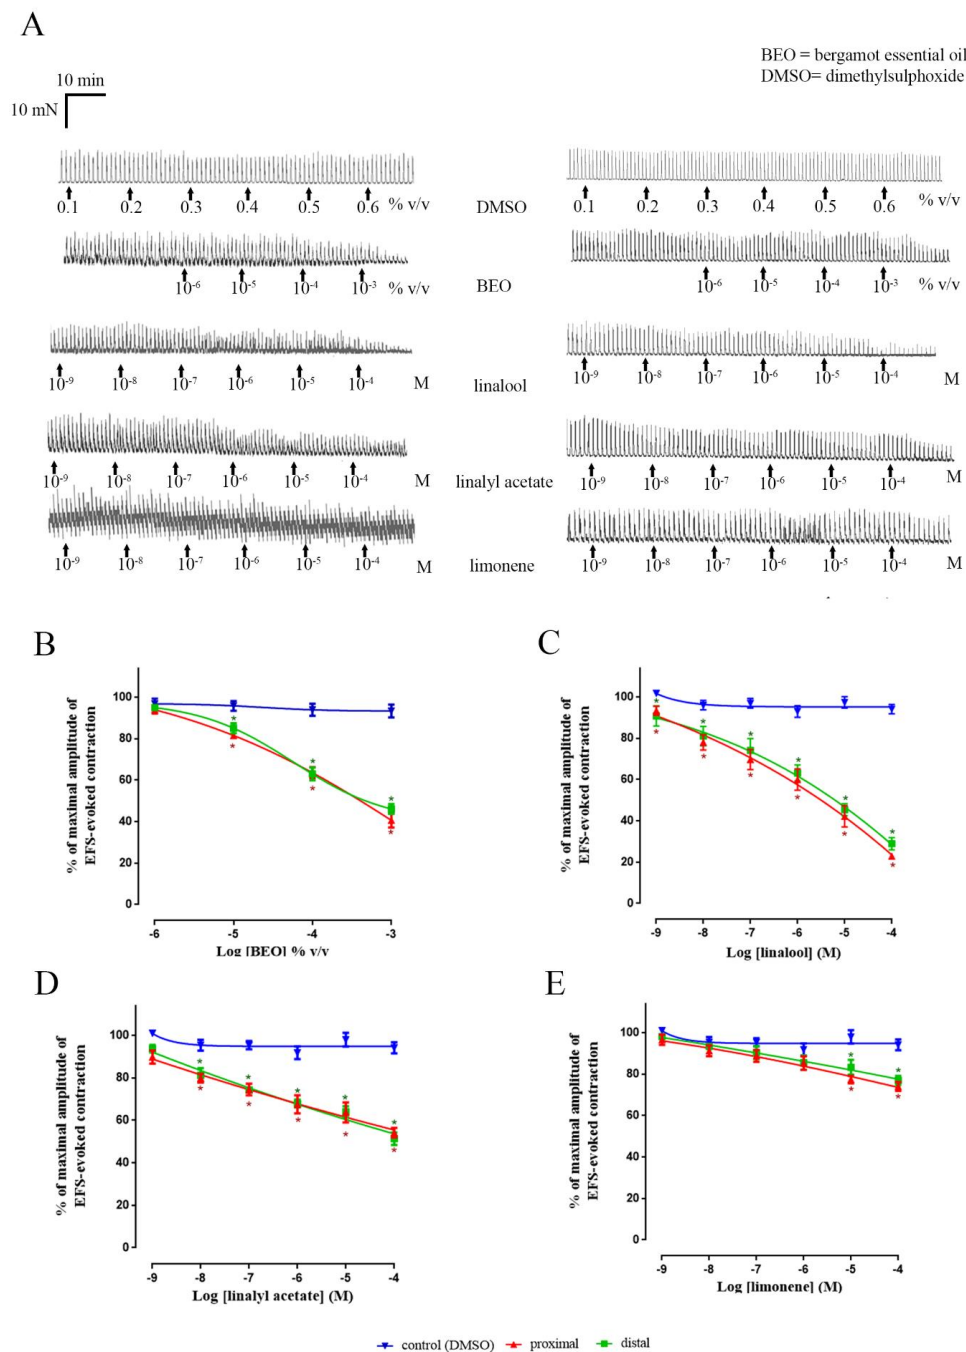 A
BEO = bergamot essential oil
DMSO= dimethylsulphoxide
10 min
10 mN
0.1 0.2 0.3 0.4 0.5 0.6 % v/v DMSO 0.1 0.2 0.3 0.4 0.5 0.6 % v/v
10⁻⁶ 10⁻⁵ 10⁻⁴ 10⁻³ % v/v BEO 10⁻⁶ 10⁻⁵ 10⁻⁴ 10⁻³ % v/v
10⁻⁹ 10⁻⁸ 10⁻⁷ 10⁻⁶ 10⁻⁵ 10⁻⁴ M linalool 10⁻⁹ 10⁻⁸ 10⁻⁷ 10⁻⁶ 10⁻⁵ 10⁻⁴ M
10⁻⁹ 10⁻⁸ 10⁻⁷ 10⁻⁶ 10⁻⁵ 10⁻⁴ M linalyl acetate 10⁻⁹ 10⁻⁸ 10⁻⁷ 10⁻⁶ 10⁻⁵ 10⁻⁴ M
10⁻⁹ 10⁻⁸ 10⁻⁷ 10⁻⁶ 10⁻⁵ 10⁻⁴ M limonene 10⁻⁹ 10⁻⁸ 10⁻⁷ 10⁻⁶ 10⁻⁵ 10⁻⁴ M
B
% of maximal amplitude of
EFS-evoked contraction
100
80
60
40
20
0
-6 -5 -4 -3
Log [BEO] % v/v
* * * * * *
C
% of maximal amplitude of
EFS-evoked contraction
100
80
60
40
20
0
-9 -8 -7 -6 -5 -4
Log [linalool] (M)
* * * * * * * * * * * *
D
% of maximal amplitude of
EFS-evoked contraction
100
80
60
40
20
0
-9 -8 -7 -6 -5 -4
Log [linalyl acetate] (M)
* * * * * * * * * *
E
% of maximal amplitude of
EFS-evoked contraction
100
80
60
40
20
0
-9 -8 -7 -6 -5 -4
Log [limonene] (M)
* * * *
control (DMSO) proximal distal